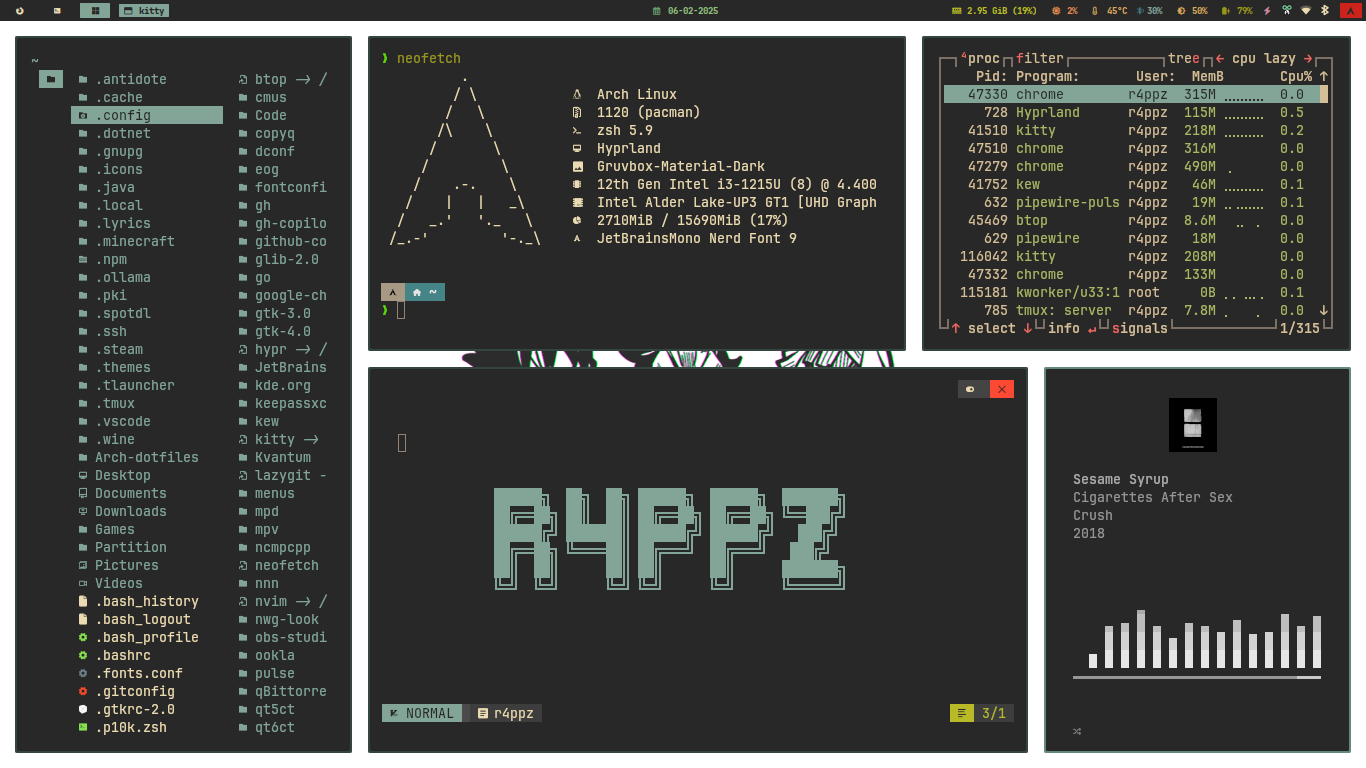 kitty
06-02-2025
2.95 GiB (19%)
2%
45°C
30%
50%
79%
~
.antidote
.cache
.config
.dotnet
.gnupg
.icons
.java
.local
.lyrics
.minecraft
.npm
.ollama
.pki
.spotdl
.ssh
.steam
.themes
.tlauncher
.tmux
.vscode
.wine
Arch-dotfiles
Desktop
Documents
Downloads
Games
Partition
Pictures
Videos
.bash_history
.bash_logout
.bash_profile
.bashrc
.fonts.conf
.gitconfig
.gtkrc-2.0
.p10k.zsh
btop -> /
cmus
Code
copyq
dconf
eog
fontconfi
gh
gh-copilo
github-co
glib-2.0
go
google-ch
gtk-3.0
gtk-4.0
hypr -> /
JetBrains
kde.org
keepassxc
kew
kitty ->
Kvantum
lazygit -
menus
mpd
mpv
ncmpcpp
neofetch
nnn
nvim -> /
nwg-look
obs-studi
ookla
pulse
qBittorre
qt5ct
qt6ct
❯ neofetch
Arch Linux
1120 (pacman)
zsh 5.9
Hyprland
Gruvbox-Material-Dark
12th Gen Intel i3-1215U (8) @ 4.400
Intel Alder Lake-UP3 GT1 [UHD Graph
2710MiB / 15690MiB (17%)
JetBrainsMono Nerd Font 9
~
❯
⁴proc filter tree ← cpu lazy →
Pid: Program: User: MemB Cpu% ↑
47330 chrome r4ppz 315M 0.0
728 Hyprland r4ppz 115M 0.5
41510 kitty r4ppz 218M 0.2
47510 chrome r4ppz 316M 0.0
47279 chrome r4ppz 490M 0.0
41752 kew r4ppz 46M 0.1
632 pipewire-puls r4ppz 19M 0.1
45469 btop r4ppz 8.6M 0.0
629 pipewire r4ppz 18M 0.0
116042 kitty r4ppz 208M 0.0
47332 chrome r4ppz 133M 0.0
115181 kworker/u33:1 root 0B 0.1
785 tmux: server r4ppz 7.8M 0.0 ↓
↑ select ↓ info ↵ signals 1/315
R4PPZ
NORMAL r4ppz 3/1
Sesame Syrup
Cigarettes After Sex
Crush
2018